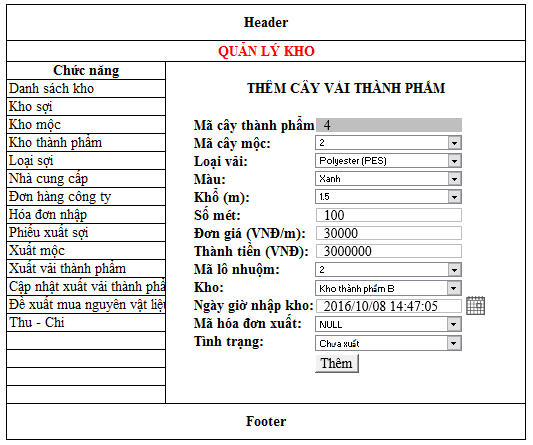 Header
QUẢN LÝ KHO
Chức năng
Danh sách kho
Kho sợi
Kho mộc
Kho thành phẩm
Loại sợi
Nhà cung cấp
Đơn hàng công ty
Hóa đơn nhập
Phiếu xuất sợi
Xuất mộc
Xuất vải thành phẩm
Cập nhật xuất vải thành phẩ
Đề xuất mua nguyên vật liệu
Thu - Chi
THÊM CÂY VẢI THÀNH PHẨM
Mã cây thành phẩm 4
Mã cây mộc: 2
Loại vải: Polyester (PES)
Màu: Xanh
Khổ (m): 1.5
Số mét: 100
Đơn giá (VNĐ/m): 30000
Thành tiền (VNĐ): 3000000
Mã lô nhuộm: 2
Kho: Kho thành phẩm B
Ngày giờ nhập kho: 2016/10/08 14:47:05
Mã hóa đơn xuất: NULL
Tình trạng: Chưa xuất
Thêm
Footer